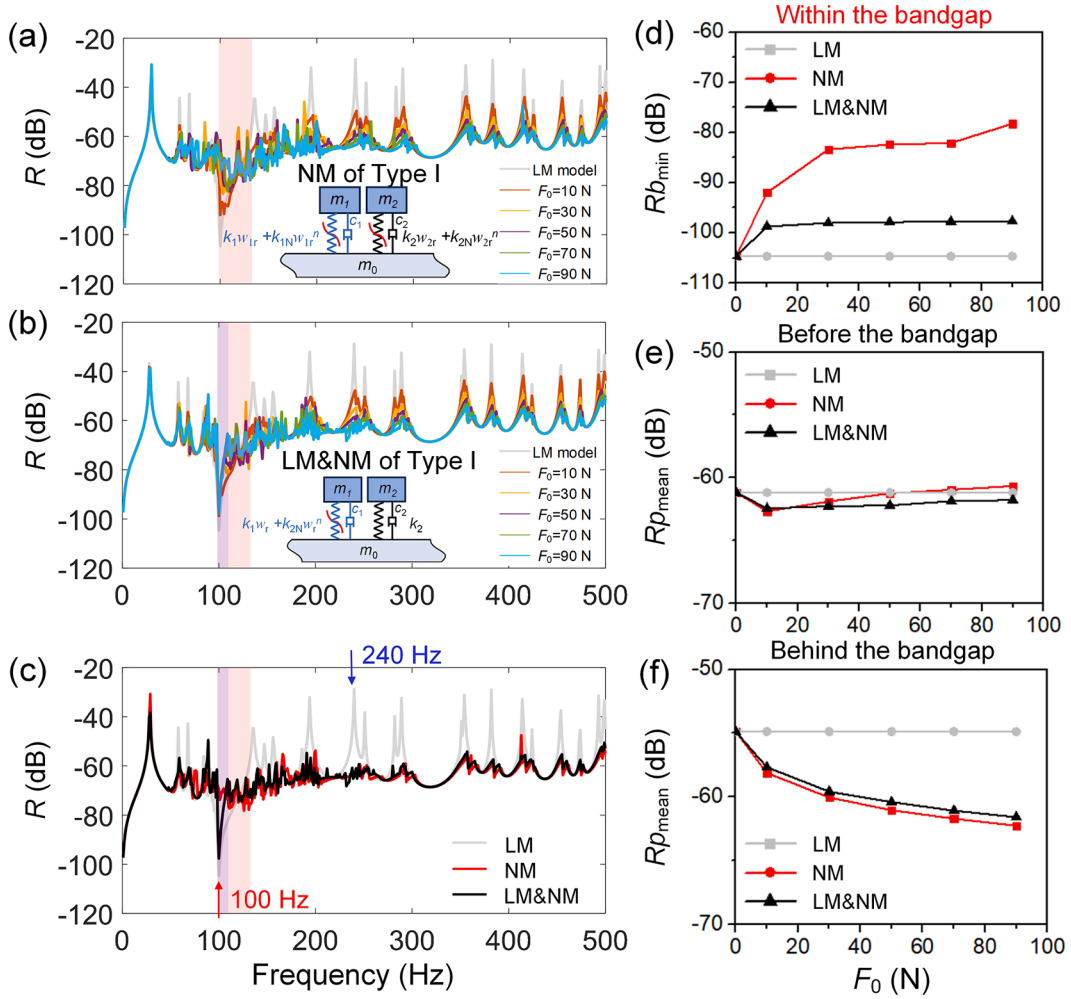 (a)
-20
-40
-60
-80
-100
-120
R (dB)
NM of Type I
m1
m2
c1
c2
k1w1r +k1Nw1r^n
k2w2r +k2Nw2r^n
m0
LM model
F0=10 N
F0=30 N
F0=50 N
F0=70 N
F0=90 N
(b)
-20
-40
-60
-80
-100
-120
R (dB)
LM&NM of Type I
m1
m2
c1
c2
k1wr +k2Nwr^n
k2
m0
LM model
F0=10 N
F0=30 N
F0=50 N
F0=70 N
F0=90 N
0 100 200 300 400 500
(c)
-20
-40
-60
-80
-100
-120
R (dB)
240 Hz
100 Hz
LM
NM
LM&NM
0 100 200 300 400 500
Frequency (Hz)
Within the bandgap
(d)
-60
-70
-80
-90
-100
-110
Rbmin (dB)
LM
NM
LM&NM
0 20 40 60 80 100
Before the bandgap
(e)
-50
-60
-70
Rpmean (dB)
LM
NM
LM&NM
0 20 40 60 80 100
Behind the bandgap
(f)
-50
-60
-70
Rpmean (dB)
LM
NM
LM&NM
0 20 40 60 80 100
F0 (N)